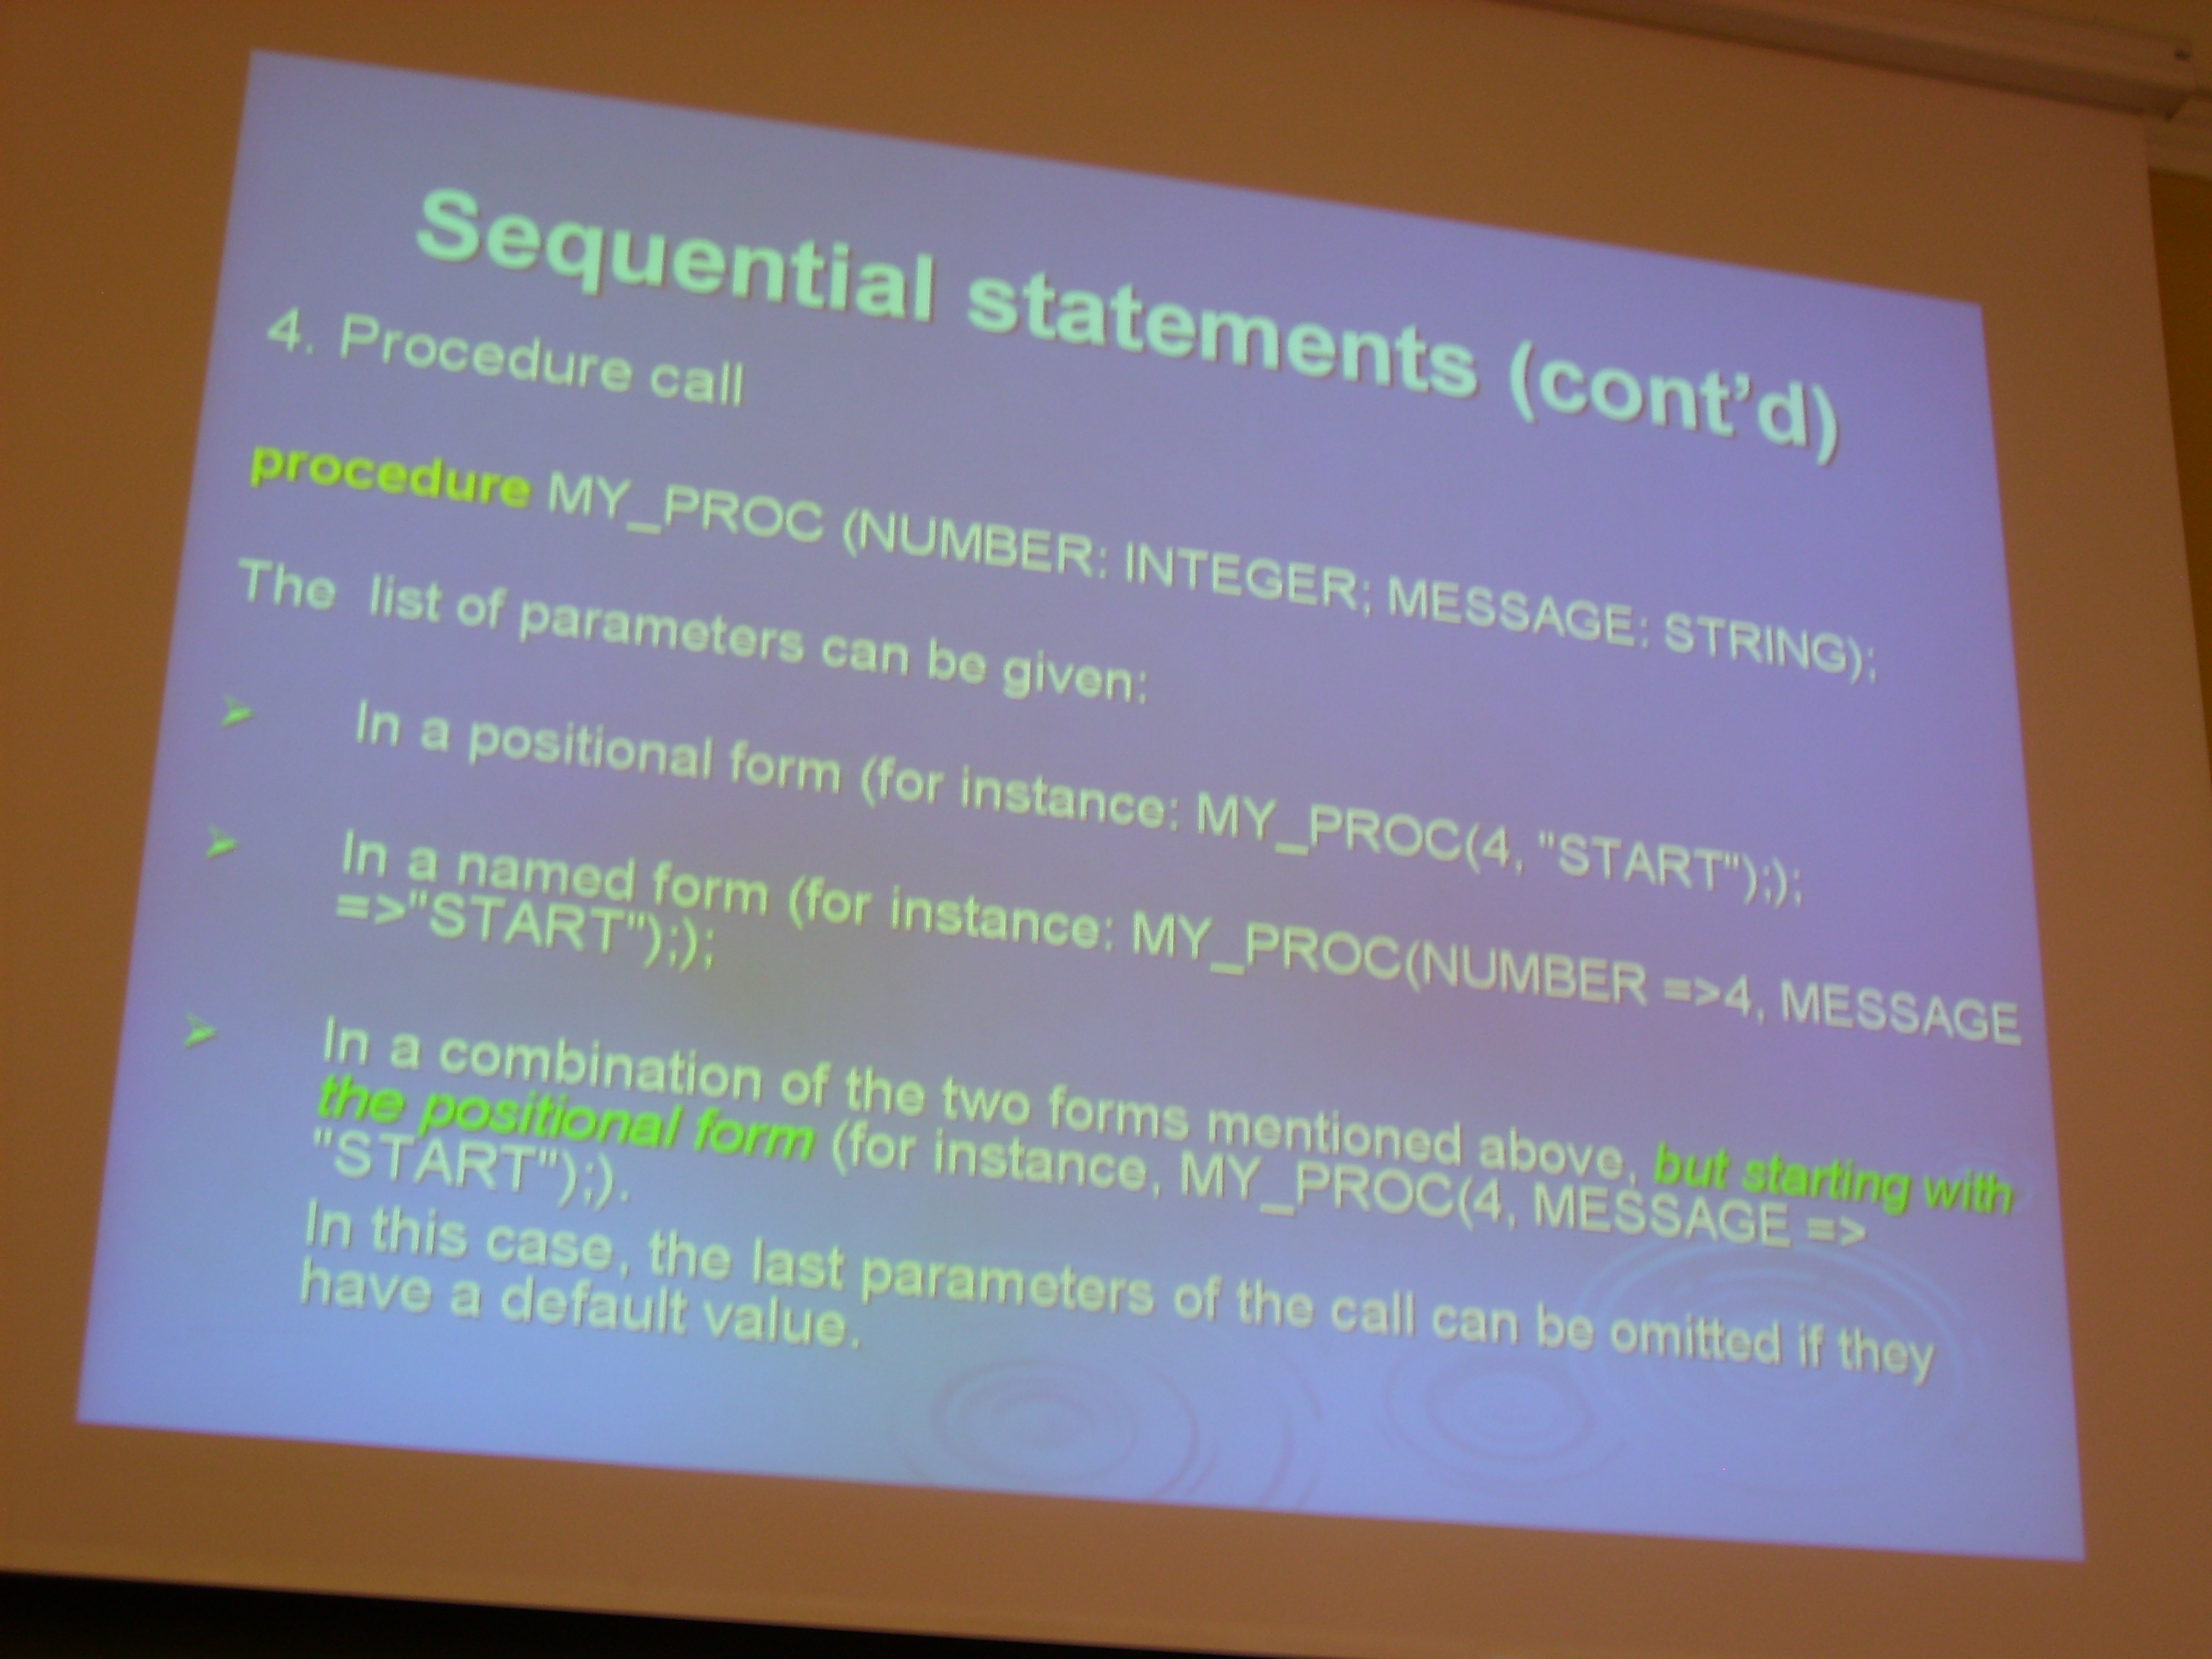 Sequential statements (cont'd)
4. Procedure call
procedure MY_PROC (NUMBER: INTEGER; MESSAGE: STRING);
The list of parameters can be given:
➢ In a positional form (for instance: MY_PROC(4, "START"););
➢ In a named form (for instance: MY_PROC(NUMBER =>4, MESSAGE
=>"START"););
➢ In a combination of the two forms mentioned above, but starting with
the positional form (for instance, MY_PROC(4, MESSAGE =>
"START");).
In this case, the last parameters of the call can be omitted if they
have a default value.